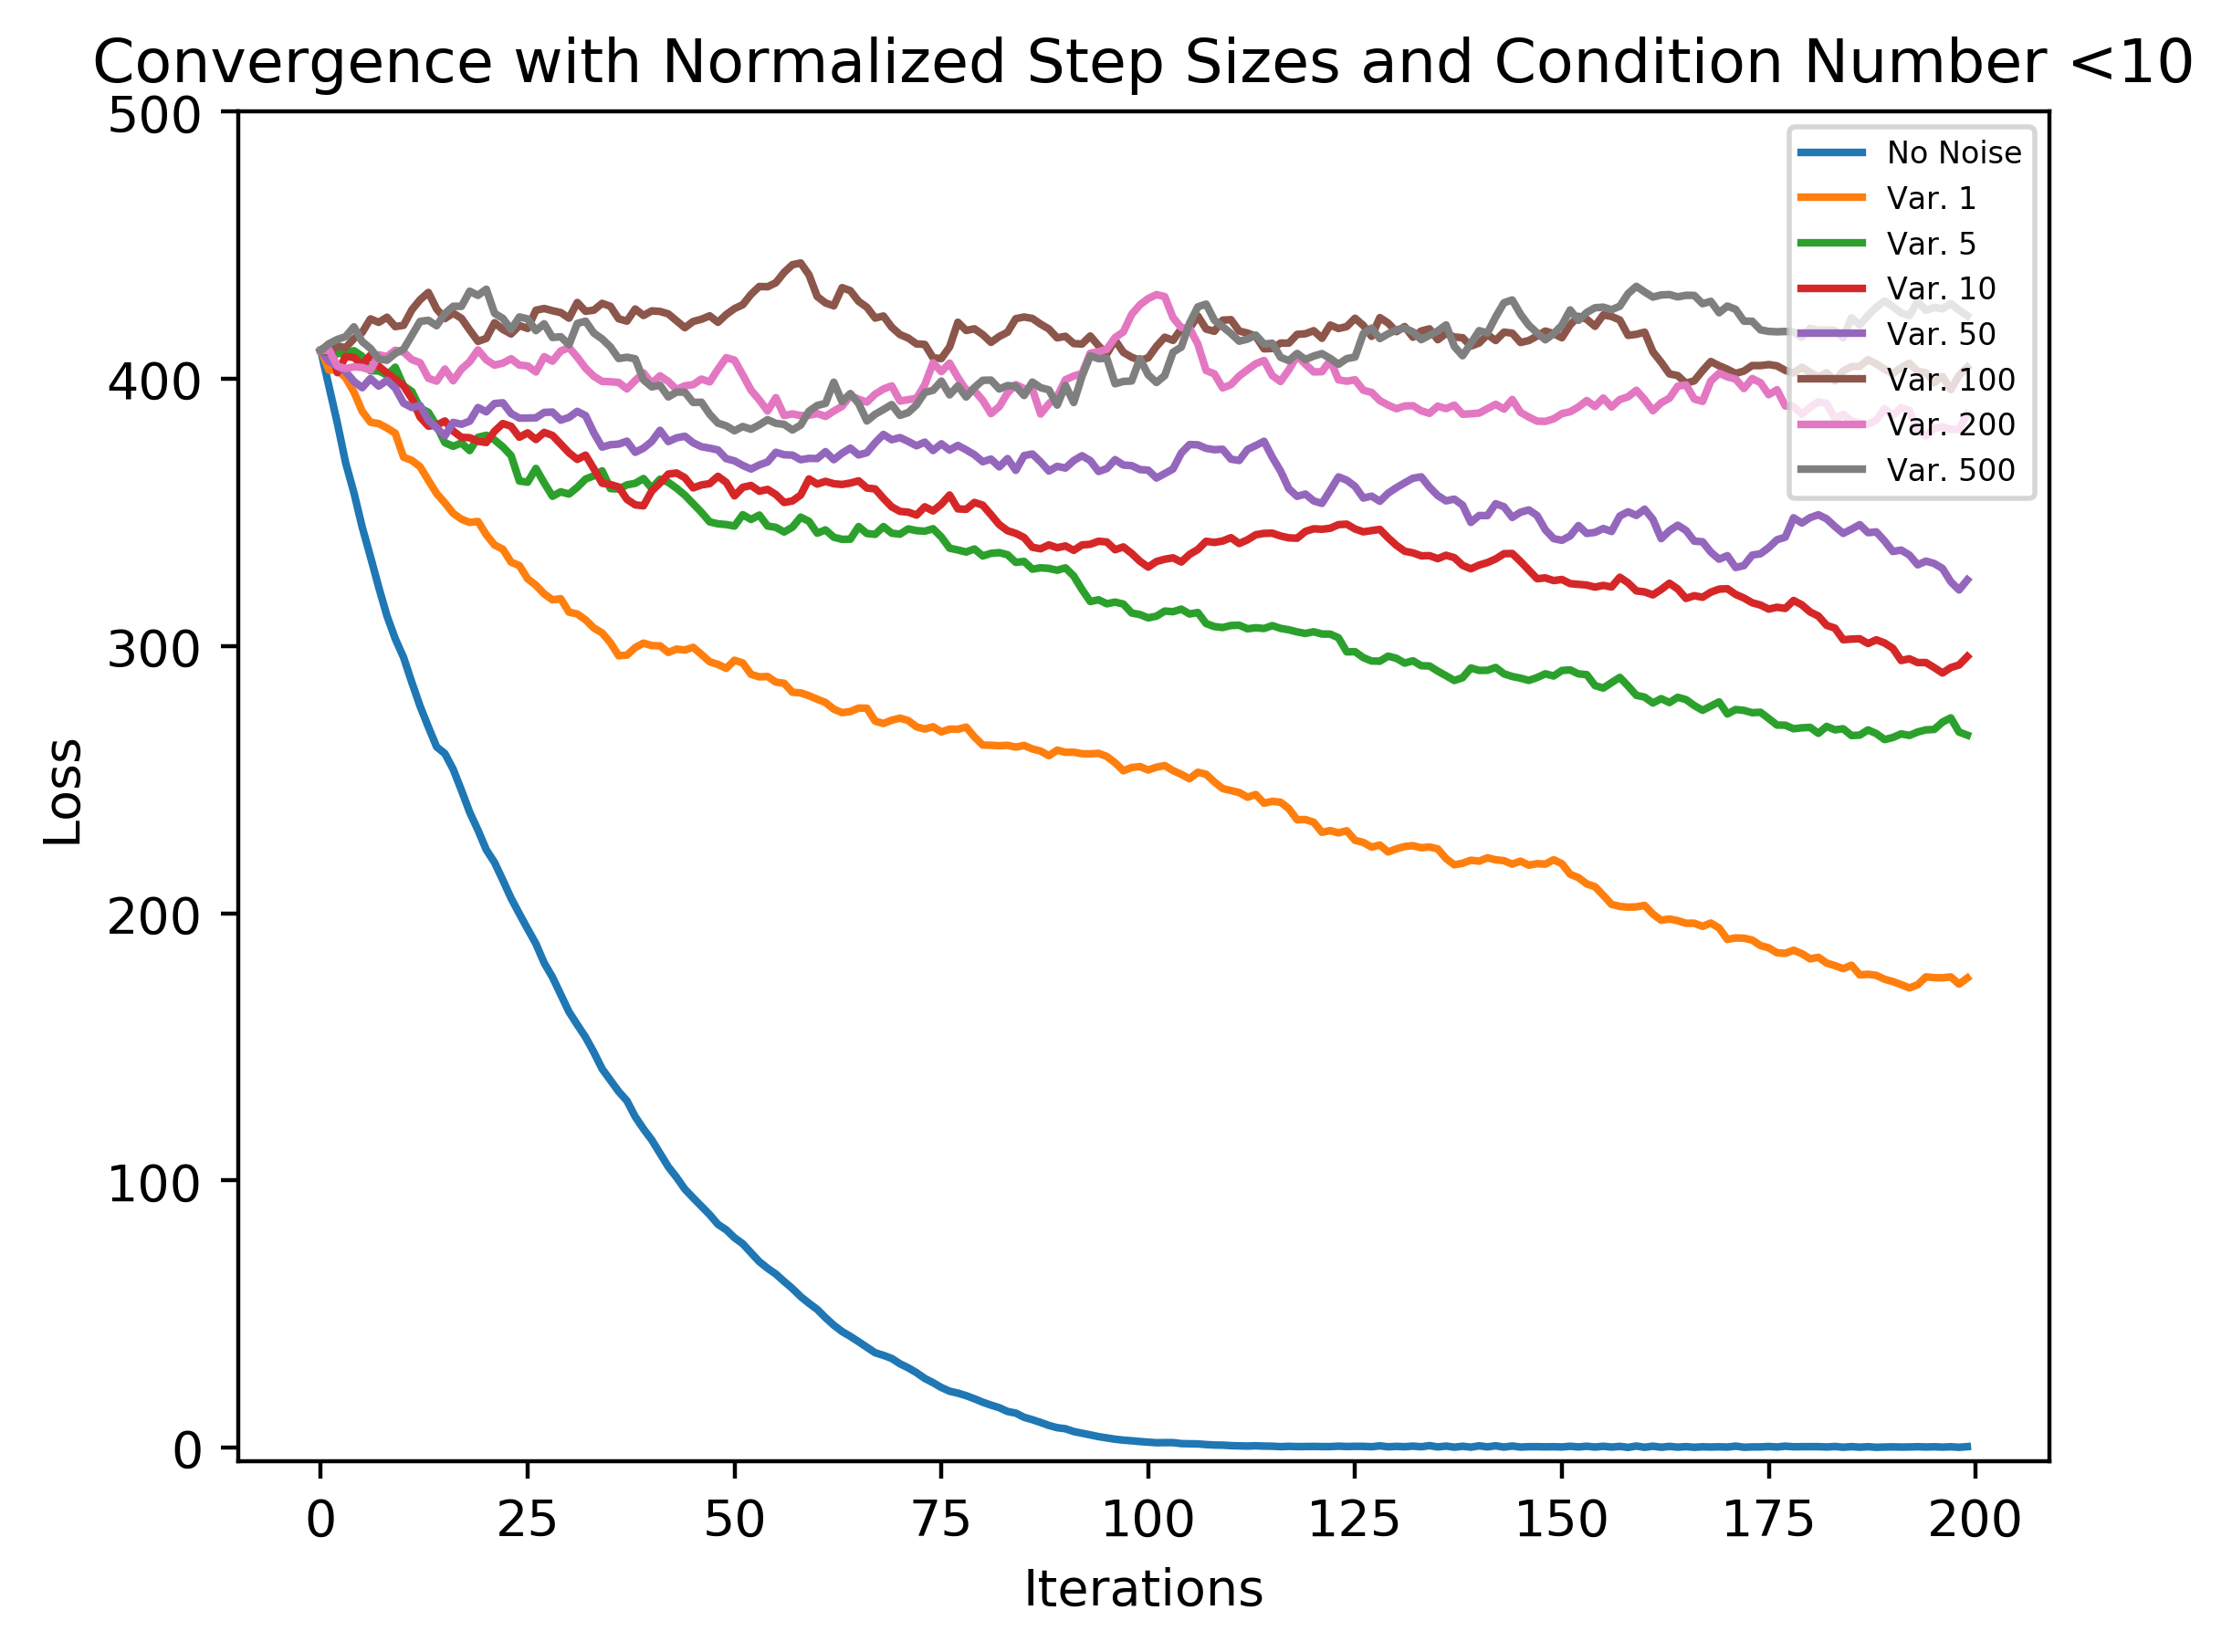 Convergence with Normalized Step Sizes and Condition Number <10
500
400
300
200
100
0
Loss
0 25 50 75 100 125 150 175 200
Iterations
No Noise
Var. 1
Var. 5
Var. 10
Var. 50
Var. 100
Var. 200
Var. 500